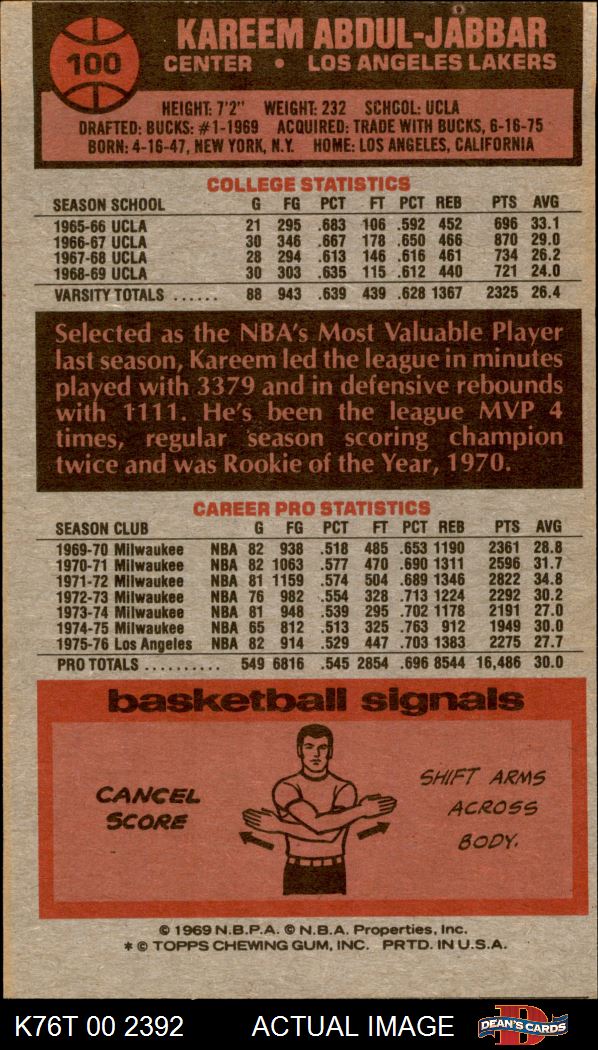 100
KAREEM ABDUL-JABBAR
CENTER • LOS ANGELES LAKERS
HEIGHT: 7'2" WEIGHT: 232 SCHOOL: UCLA
DRAFTED: BUCKS: #1-1969 ACQUIRED: TRADE WITH BUCKS, 6-16-75
BORN: 4-16-47, NEW YORK, N.Y. HOME: LOS ANGELES, CALIFORNIA
COLLEGE STATISTICS
SEASON SCHOOL G FG PCT FT PCT REB PTS AVG
1965-66 UCLA 21 295 .683 106 .592 452 696 33.1
1966-67 UCLA 30 346 .667 178 .650 466 870 29.0
1967-68 UCLA 28 294 .613 146 .616 461 734 26.2
1968-69 UCLA 30 303 .635 115 .612 440 721 24.0
VARSITY TOTALS ...... 88 943 .639 439 .628 1367 2325 26.4
Selected as the NBA's Most Valuable Player
last season, Kareem led the league in minutes
played with 3379 and in defensive rebounds
with 1111. He's been the league MVP 4
times, regular season scoring champion
twice and was Rookie of the Year, 1970.
CAREER PRO STATISTICS
SEASON CLUB G FG PCT FT PCT REB PTS AVG
1969-70 Milwaukee NBA 82 938 .518 485 .653 1190 2361 28.8
1970-71 Milwaukee NBA 82 1063 .577 470 .690 1311 2596 31.7
1971-72 Milwaukee NBA 81 1159 .574 504 .689 1346 2822 34.8
1972-73 Milwaukee NBA 76 982 .554 328 .713 1224 2292 30.2
1973-74 Milwaukee NBA 81 948 .539 295 .702 1178 2191 27.0
1974-75 Milwaukee NBA 65 812 .513 325 .763 912 1949 30.0
1975-76 Los Angeles NBA 82 914 .529 447 .703 1383 2275 27.7
PRO TOTALS .......... 549 6816 .545 2854 .696 8544 16,486 30.0
basketball signals
CANCEL
SCORE
SHIFT ARMS
ACROSS
BODY.
© 1969 N.B.P.A. © N.B.A. Properties, Inc.
* © TOPPS CHEWING GUM, INC. PRTD. IN U.S.A.
K76T 00 2392 ACTUAL IMAGE DEAN'S CARDS